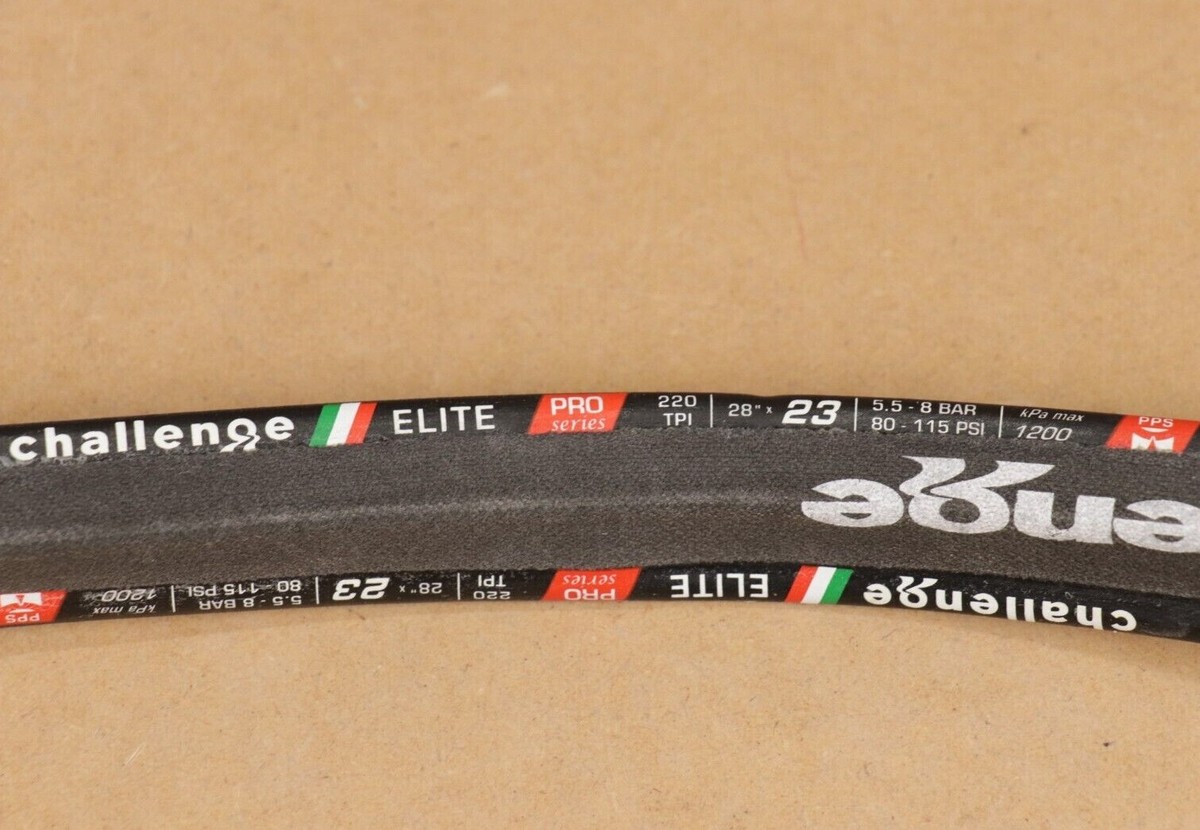 challenge ELITE PRO series 220 TPI 28" x 23 5.5 - 8 BAR 80 - 115 PSI kPa max 1200 PPS
enge
challenge ELITE PRO series 220 TPI 28" x 23 5.5 - 8 BAR 80 - 115 PSI kPa max 1200 PPS